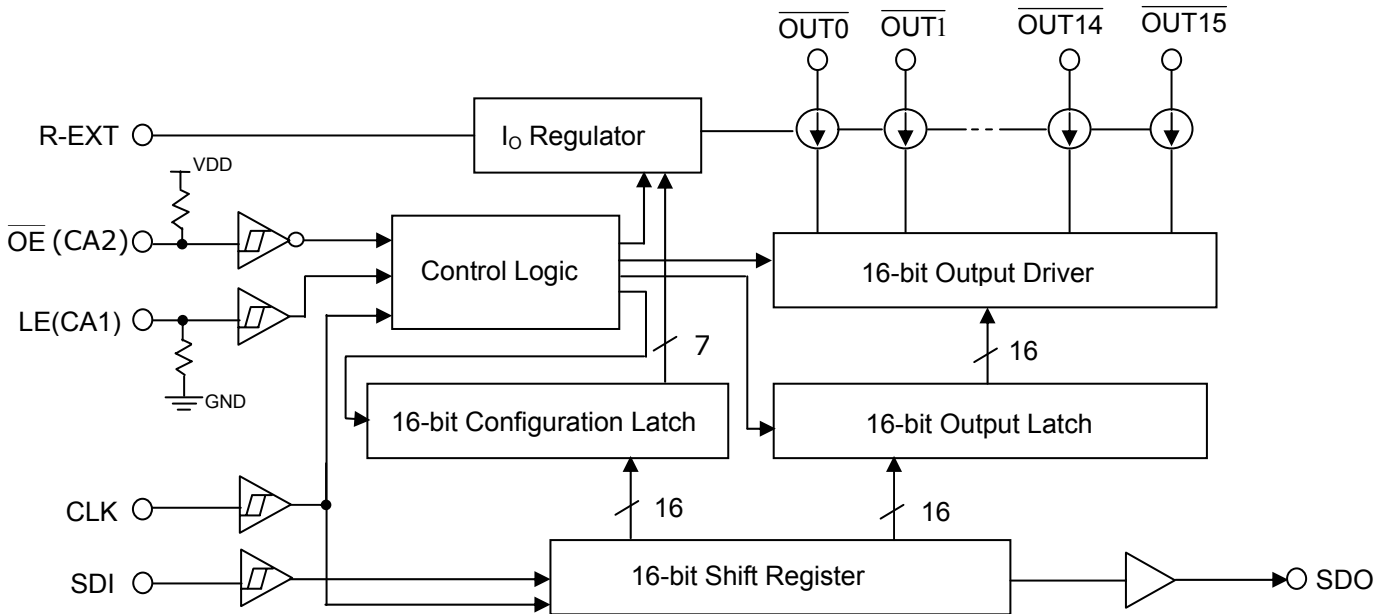 OUT0 OUT1 OUT14 OUT15
R-EXT
I₀ Regulator
VDD
OE (CA2)
Control Logic
16-bit Output Driver
LE(CA1)
7
16
GND
16-bit Configuration Latch
16-bit Output Latch
CLK
16
16
SDI
16-bit Shift Register
SDO